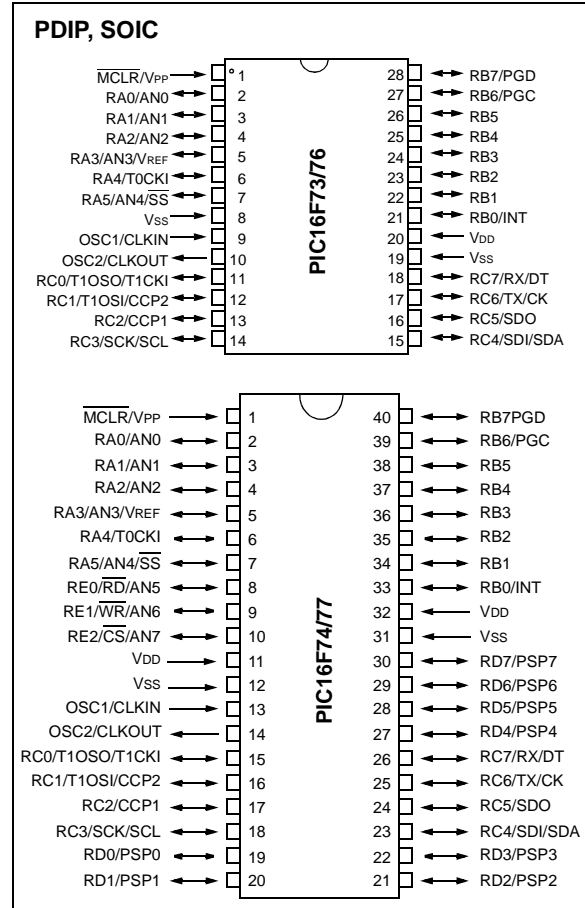 PDIP, SOIC
MCLR/VPP 1 28 RB7/PGD
RA0/AN0 2 27 RB6/PGC
RA1/AN1 3 26 RB5
RA2/AN2 4 25 RB4
RA3/AN3/VREF 5 24 RB3
RA4/T0CKI 6 23 RB2
RA5/AN4/SS 7 22 RB1
VSS 8 21 RB0/INT
OSC1/CLKIN 9 20 VDD
OSC2/CLKOUT 10 19 VSS
RC0/T1OSO/T1CKI 11 18 RC7/RX/DT
RC1/T1OSI/CCP2 12 17 RC6/TX/CK
RC2/CCP1 13 16 RC5/SDO
RC3/SCK/SCL 14 15 RC4/SDI/SDA
PIC16F73/76
MCLR/VPP 1 40 RB7PGD
RA0/AN0 2 39 RB6/PGC
RA1/AN1 3 38 RB5
RA2/AN2 4 37 RB4
RA3/AN3/VREF 5 36 RB3
RA4/T0CKI 6 35 RB2
RA5/AN4/SS 7 34 RB1
RE0/RD/AN5 8 33 RB0/INT
RE1/WR/AN6 9 32 VDD
RE2/CS/AN7 10 31 VSS
VDD 11 30 RD7/PSP7
VSS 12 29 RD6/PSP6
OSC1/CLKIN 13 28 RD5/PSP5
OSC2/CLKOUT 14 27 RD4/PSP4
RC0/T1OSO/T1CKI 15 26 RC7/RX/DT
RC1/T1OSI/CCP2 16 25 RC6/TX/CK
RC2/CCP1 17 24 RC5/SDO
RC3/SCK/SCL 18 23 RC4/SDI/SDA
RD0/PSP0 19 22 RD3/PSP3
RD1/PSP1 20 21 RD2/PSP2
PIC16F74/77